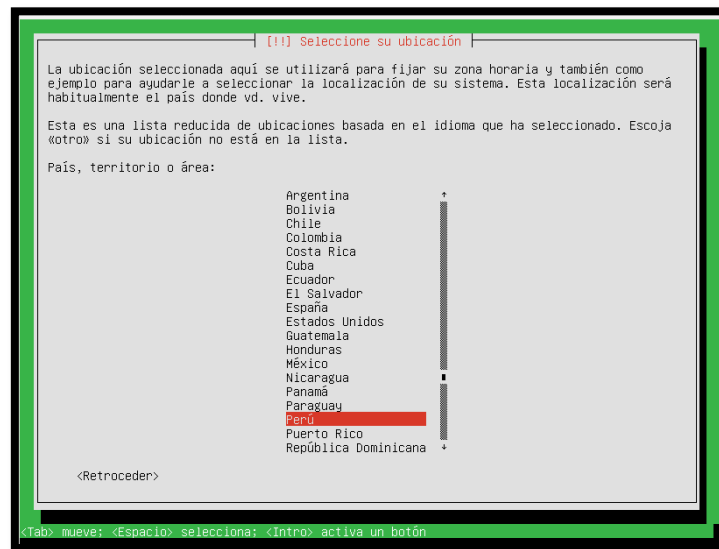 [!!] Seleccione su ubicación
La ubicación seleccionada aquí se utilizará para fijar su zona horaria y también como
ejemplo para ayudarle a seleccionar la localización de su sistema. Esta localización será
habitualmente el país donde vd. vive.
Esta es una lista reducida de ubicaciones basada en el idioma que ha seleccionado. Escoja
«otro» si su ubicación no está en la lista.
País, territorio o área:
Argentina
Bolivia
Chile
Colombia
Costa Rica
Cuba
Ecuador
El Salvador
España
Estados Unidos
Guatemala
Honduras
México
Nicaragua
Panamá
Paraguay
Perú
Puerto Rico
República Dominicana
<Retroceder>
<Tab> mueve; <Espacio> selecciona; <Intro> activa un botón